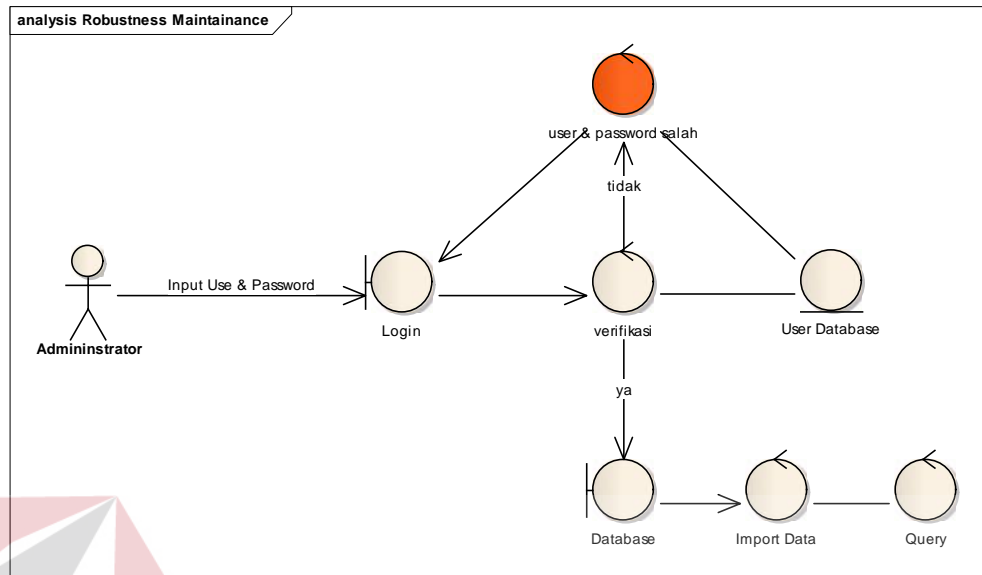 analysis Robustness Maintainance
user & password salah
tidak
Input Use & Password
Login
verifikasi
User Database
Admininstrator
ya
Database
Import Data
Query